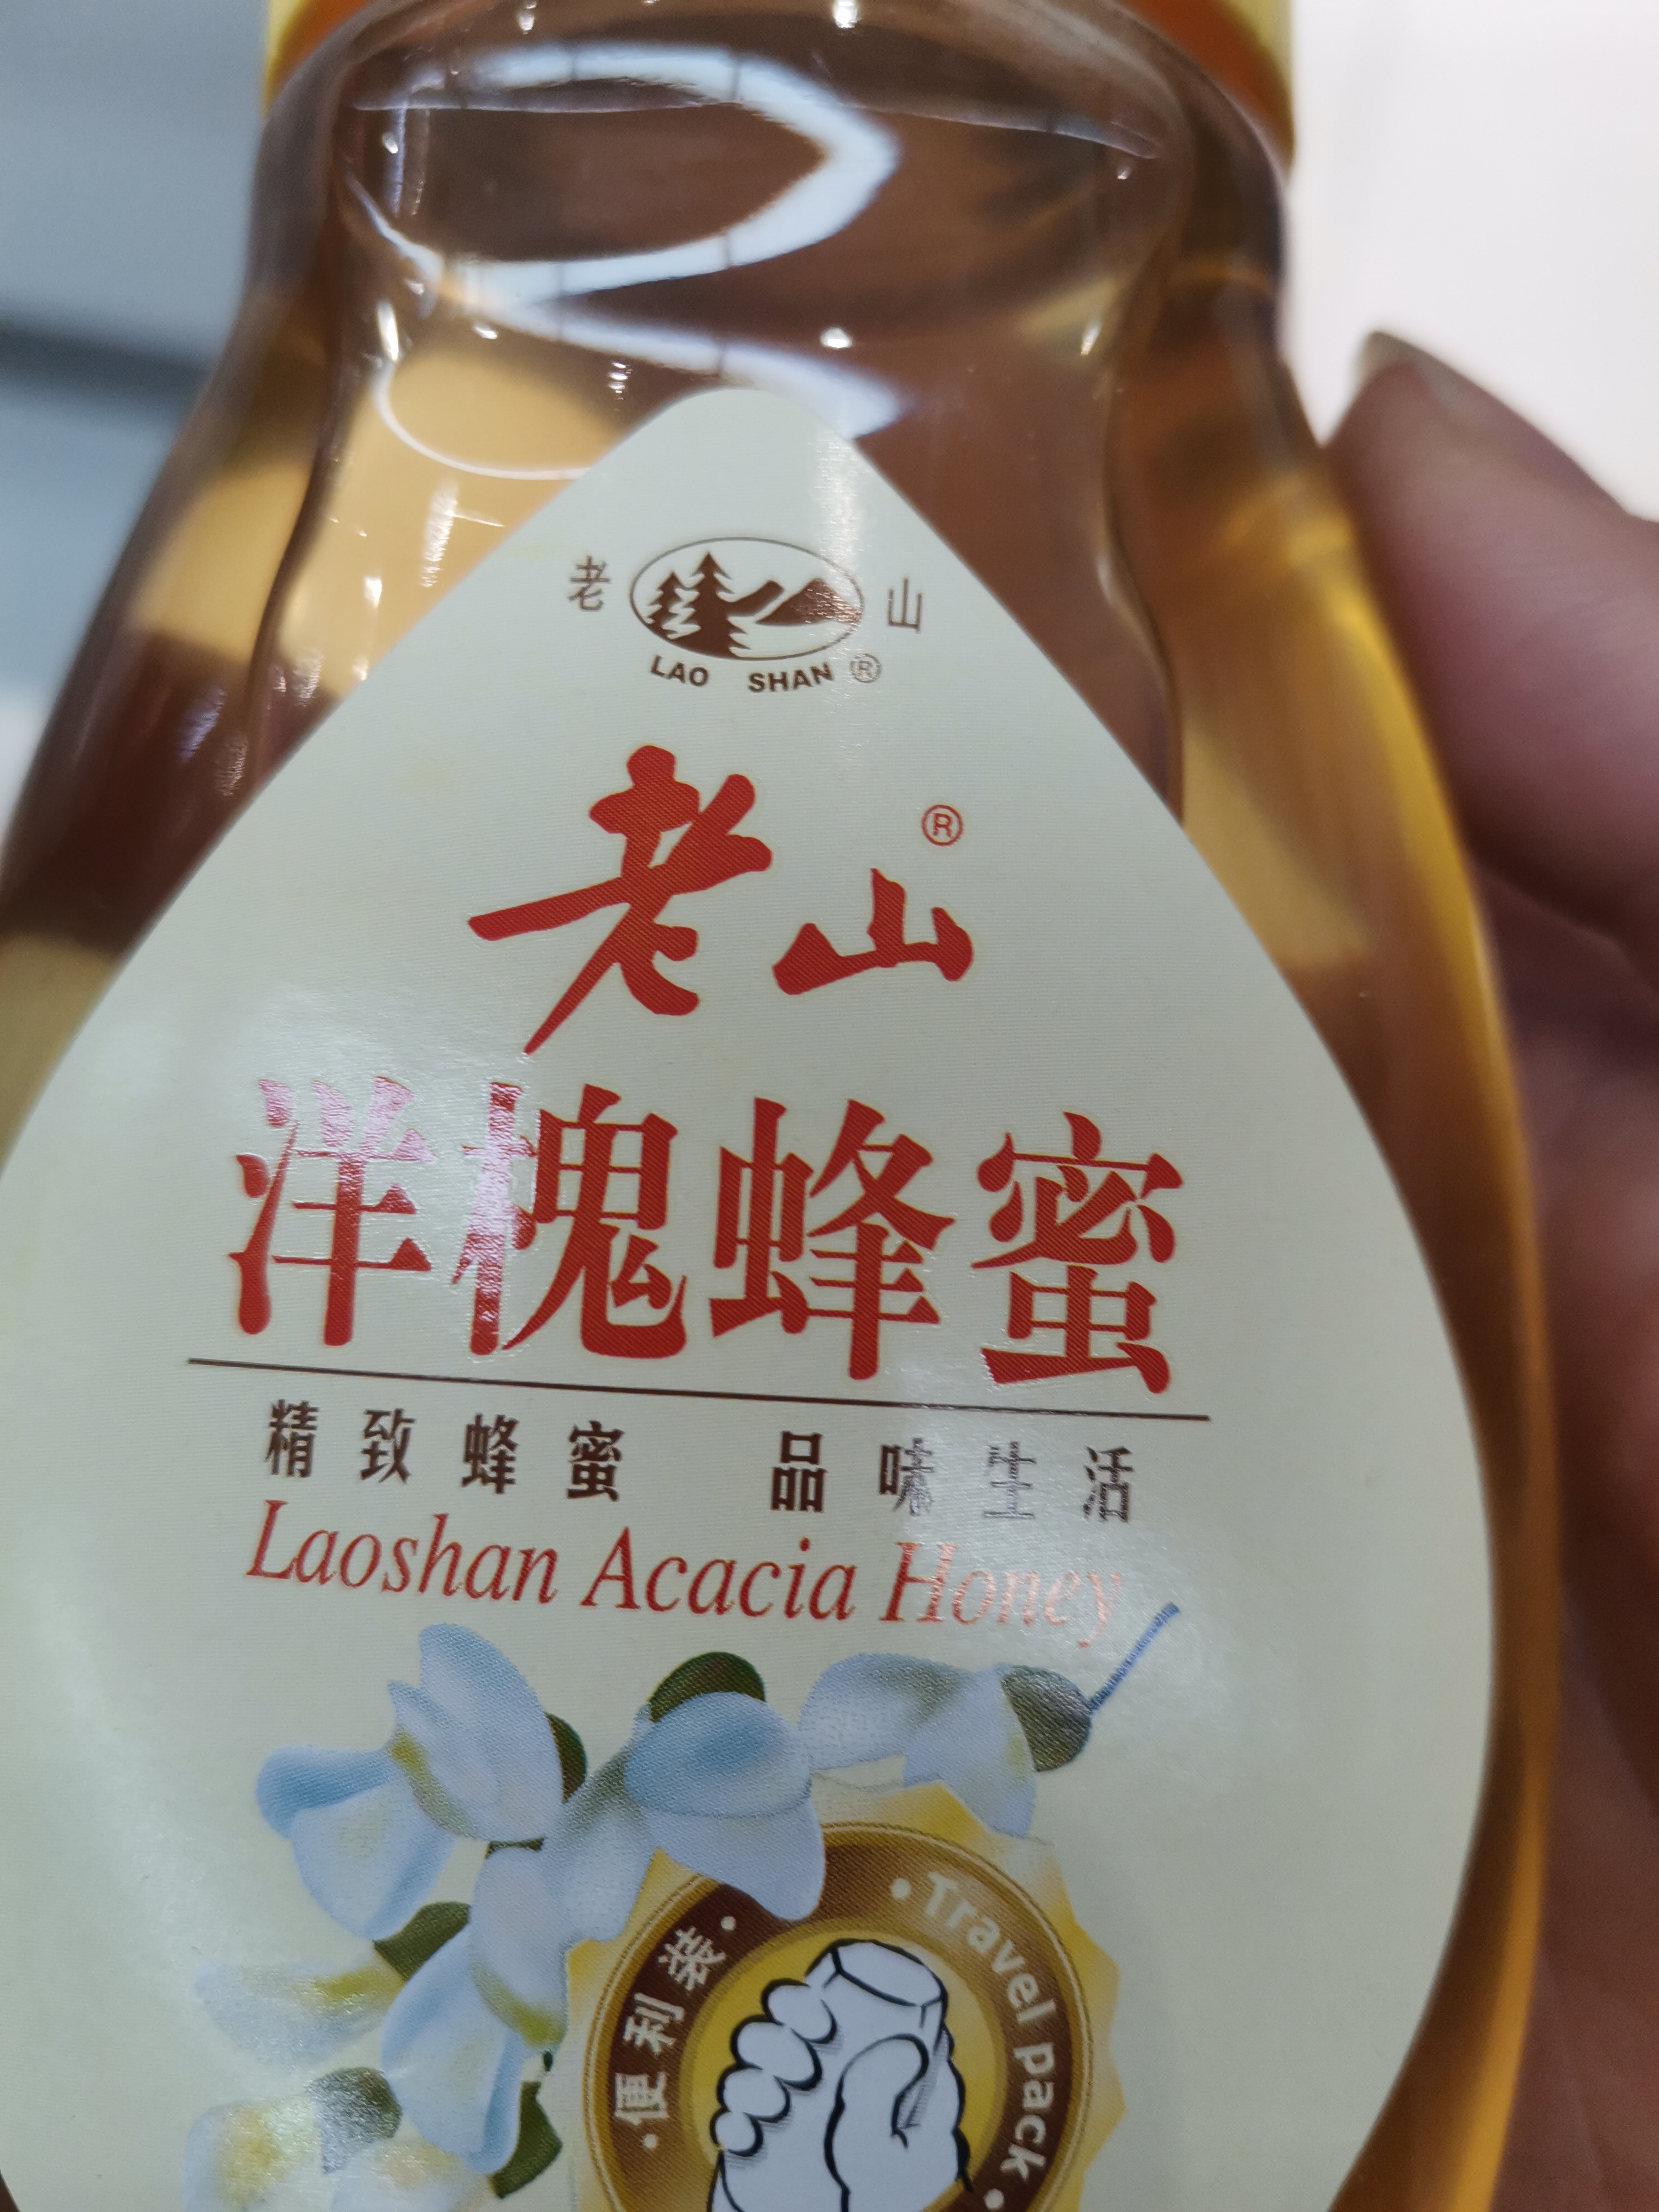 老 山
LAO SHAN®
老山®
洋槐蜂蜜
精致蜂蜜 品味生活
Laoshan Acacia Honey
·便利装·
·Travel pack·